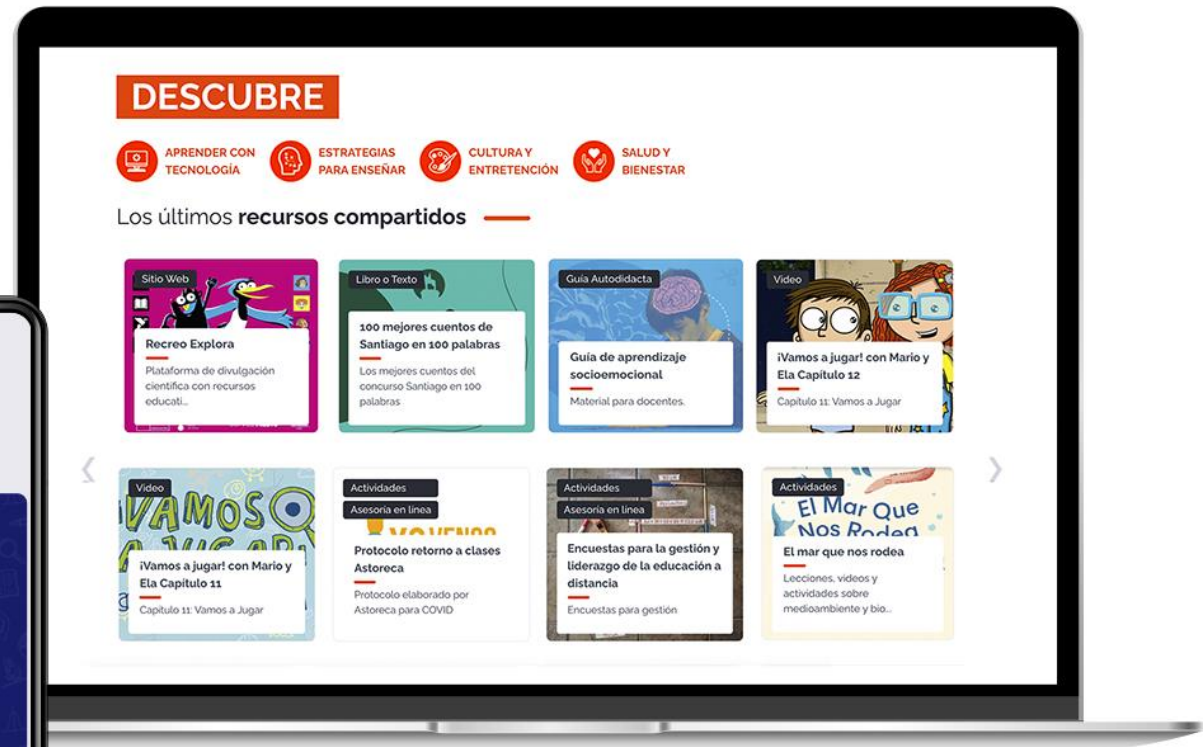 DESCUBRE
APRENDER CON
TECNOLOGÍA
ESTRATEGIAS
PARA ENSEÑAR
CULTURA Y
ENTRETENCIÓN
SALUD Y
BIENESTAR
Los últimos recursos compartidos
Sitio Web
Recreo Explora
Plataforma de divulgación
científica con recursos
educati...
Libro o Texto
100 mejores cuentos de
Santiago en 100 palabras
Los mejores cuentos del
concurso Santiago en 100
palabras
Guía Autodidacta
Guía de aprendizaje
socioemocional
Material para docentes.
Video
¡Vamos a jugar! con Mario y
Ela Capítulo 12
Capítulo 11: Vamos a Jugar
Video
¡VAMOS
A JUGAR!
¡Vamos a jugar! con Mario y
Ela Capítulo 11
Capítulo 11: Vamos a Jugar
Actividades
Asesoría en línea
Protocolo retorno a clases
Astoreca
Protocolo elaborado por
Astoreca para COVID
Actividades
Asesoría en línea
Encuestas para la gestión y
liderazgo de la educación a
distancia
Encuestas para gestión
Actividades
El Mar Que
Nos Rodea
El mar que nos rodea
Lecciones, videos y
actividades sobre
medioambiente y bio...